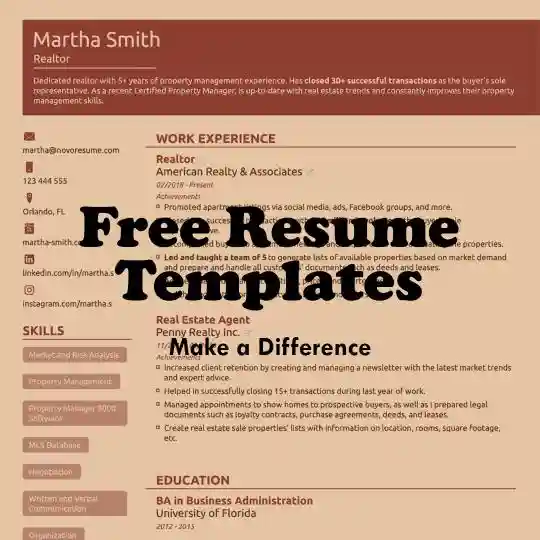 Martha Smith
Realtor
Dedicated realtor with 5+ years of property management experience. Has closed 30+ successful transactions as the buyer's sole
representative. As a recent Certified Property Manager, is up-to-date with real estate trends and constantly improves their property
management skills.
martha@novoresume.com
123 444 555
Orlando, FL
martha-smith.co
linkedin.com/in/martha.s
instagram.com/martha.s
SKILLS
Market and Risk Analysis
Property Management
Property Manager 3000
Software
MLS Database
Negotiation
Written and Verbal
Communication
Organization
WORK EXPERIENCE
Realtor
American Realty & Associates
02/2018 - Present
Achievements
Promoted apartment listings via social media, ads, Facebook groups, and more.
Free Resume
Templates
Led and taught a team of 5 to generate lists of available properties based on market demand
and prepare and handle all documents such as deeds and leases.
Real Estate Agent
Penny Realty Inc.
Make a Difference
Achievements
Increased client retention by creating and managing a newsletter with the latest market trends
and expert advice.
Helped in successfully closing 15+ transactions during last year of work.
Managed appointments to show homes to prospective buyers, as well as I prepared legal
documents such as loyalty contracts, purchase agreements, deeds, and leases.
Create real estate sale properties' lists with information on location, rooms, square footage,
etc.
EDUCATION
BA in Business Administration
University of Florida
2012 - 2015